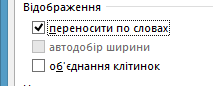 Відображення
переносити по словах
автодобір ширини
об'єднання клітинок